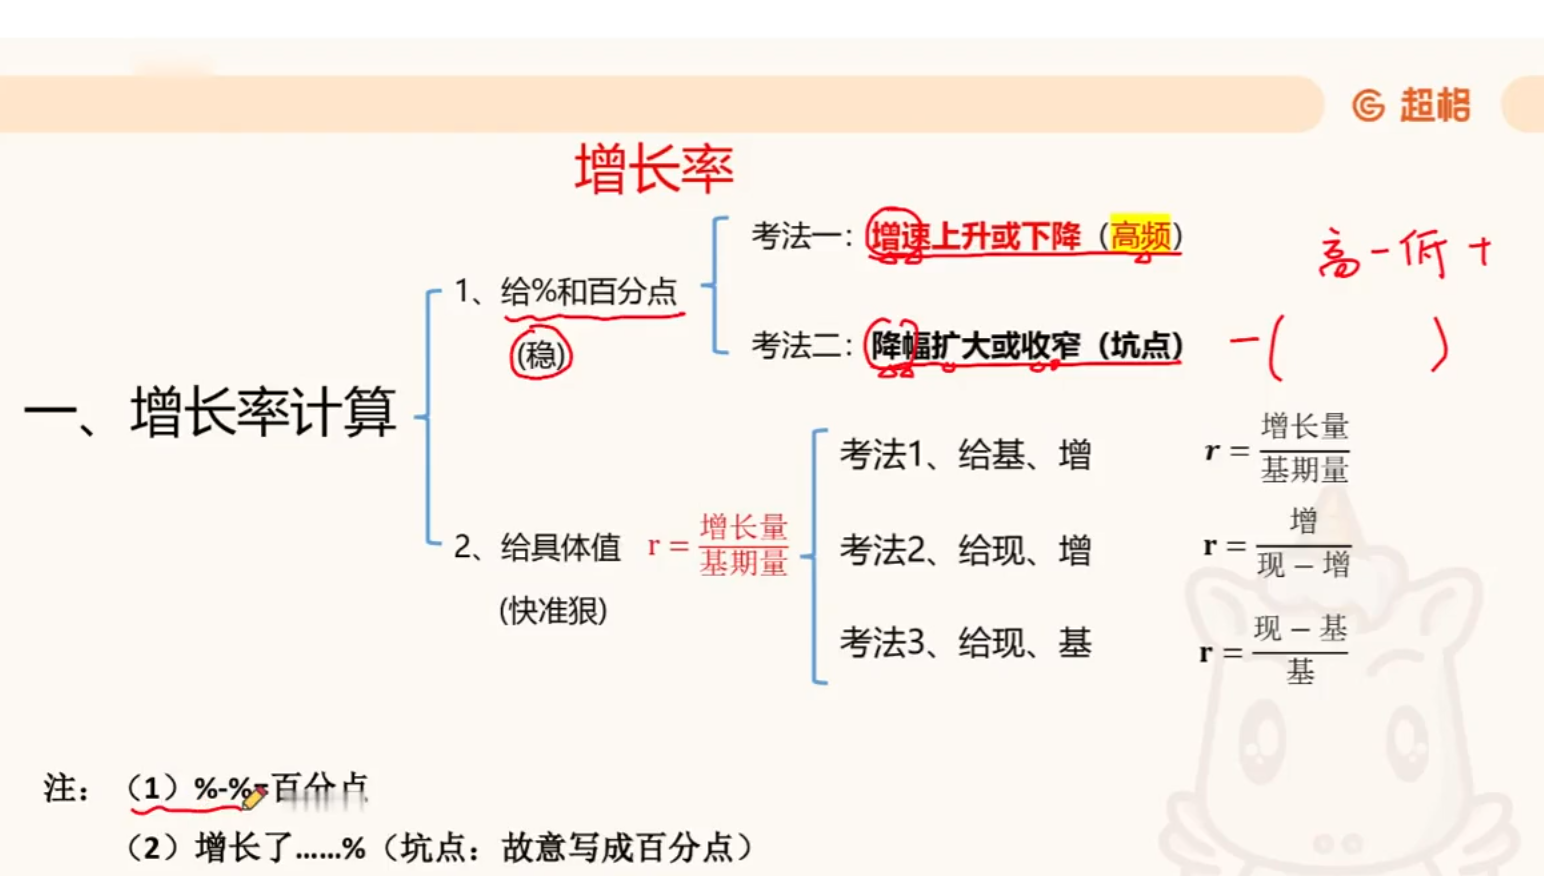 超格
增长率
考法一：增速上升或下降（高频）
高-低+
1、给%和百分点
(稳)
考法二：降幅扩大或收窄（坑点）
-( )
一、增长率计算
考法1、给基、增
r = 增长量/基期量
2、给具体值 r = 增长量/基期量
(快准狠)
考法2、给现、增
r = 增/现 − 增
考法3、给现、基
r = 现 − 基/基
注：（1）%-%=百分点
（2）增长了……%（坑点：故意写成百分点）